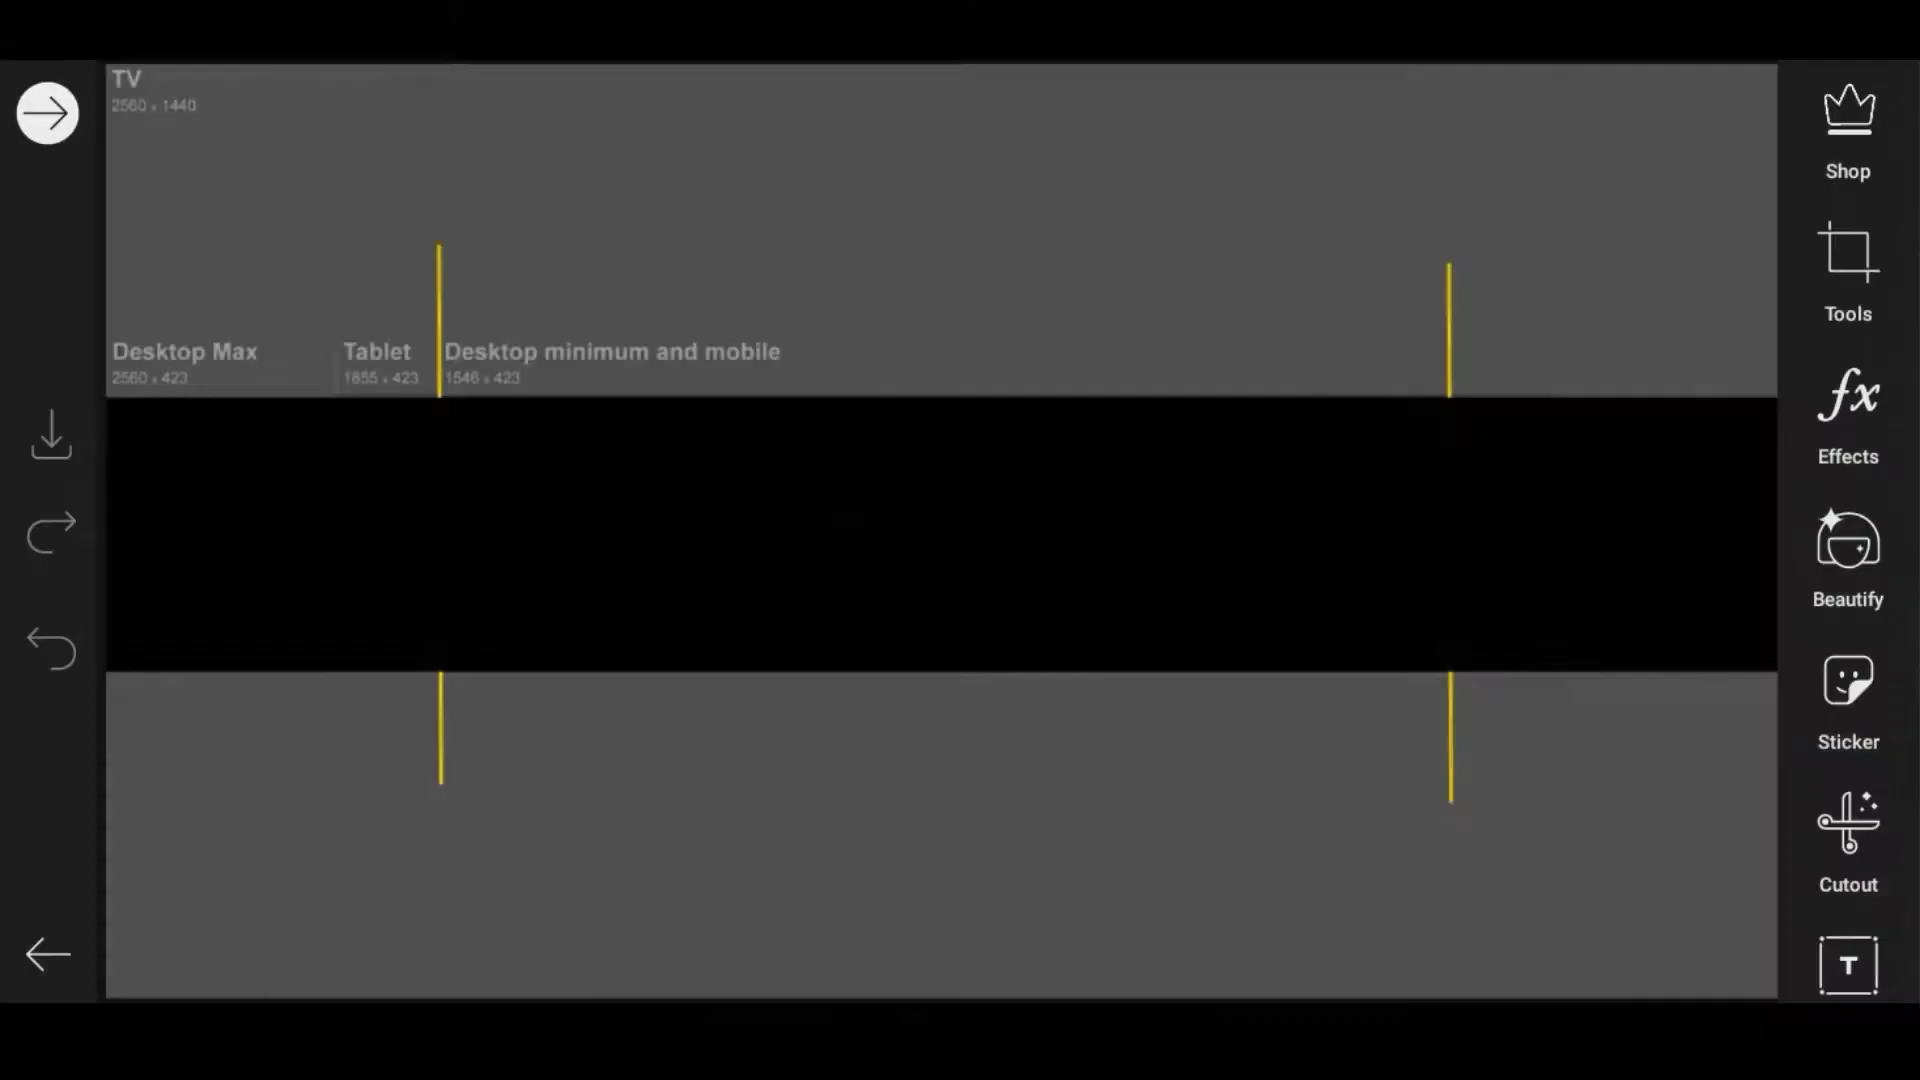 TV
2560 x 1440
Desktop Max
2560 x 423
Tablet
1855 x 423
Desktop minimum and mobile
1546 x 423
Shop
Tools
fx
Effects
Beautify
Sticker
Cutout
T